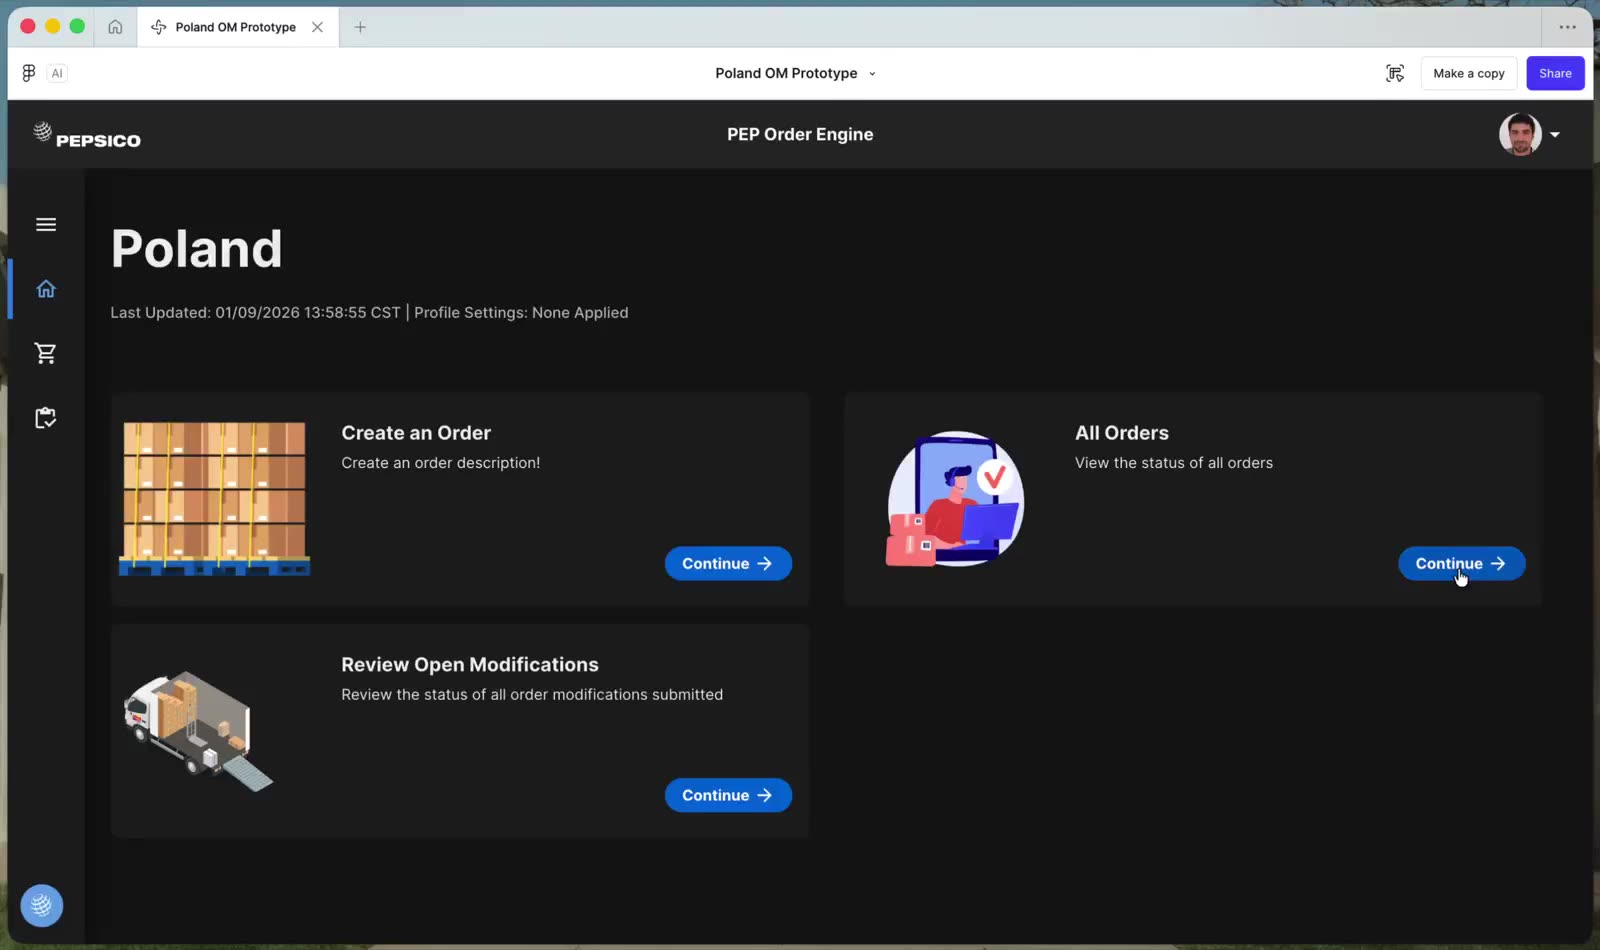 Poland OM Prototype
AI
Poland OM Prototype
Make a copy
Share
PEPSICO
PEP Order Engine
Poland
Last Updated: 01/09/2026 13:58:55 CST | Profile Settings: None Applied
Create an Order
Create an order description!
Continue
All Orders
View the status of all orders
Continue
Review Open Modifications
Review the status of all order modifications submitted
Continue